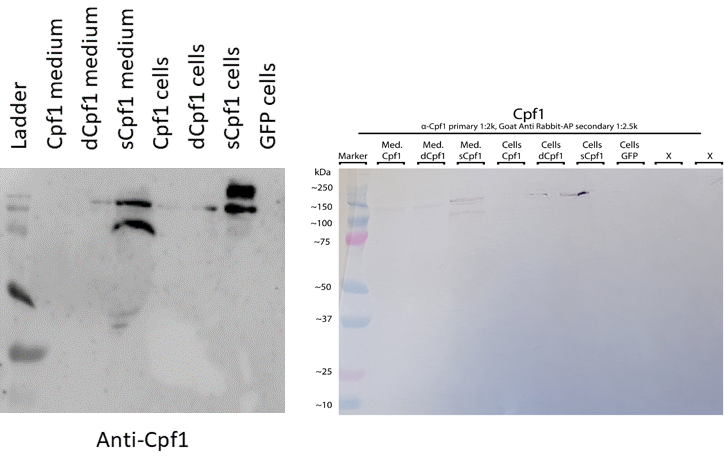 Ladder
Cpf1 medium
dCpf1 medium
sCpf1 medium
Cpf1 cells
dCpf1 cells
sCpf1 cells
GFP cells
Anti-Cpf1
Cpf1
α-Cpf1 primary 1:2k, Goat Anti Rabbit-AP secondary 1:2.5k
Marker
Med.
Cpf1
Med.
dCpf1
Med.
sCpf1
Cells
Cpf1
Cells
dCpf1
Cells
sCpf1
Cells
GFP
X
X
kDa
~250
~150
~100
~75
~50
~37
~25
~10